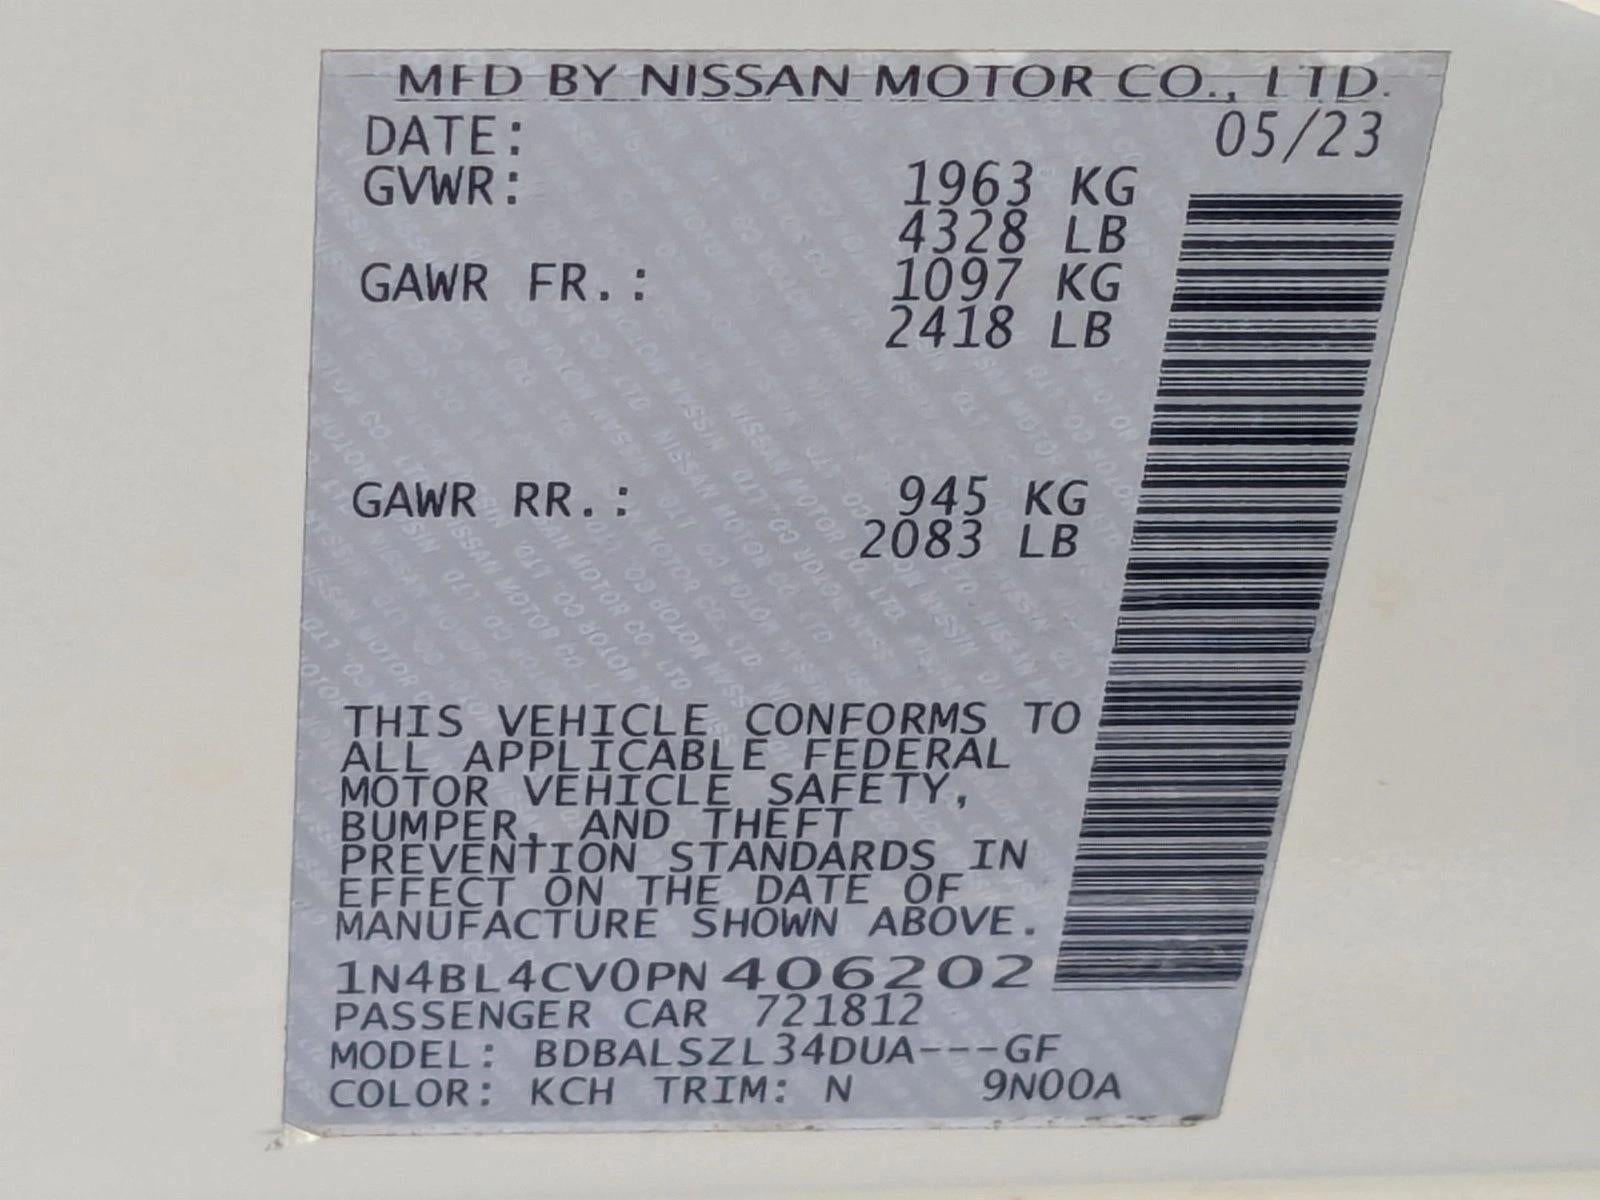 MFD BY NISSAN MOTOR CO., LTD.
DATE: 05/23
GVWR: 1963 KG
4328 LB
GAWR FR.: 1097 KG
2418 LB
GAWR RR.: 945 KG
2083 LB
THIS VEHICLE CONFORMS TO
ALL APPLICABLE FEDERAL
MOTOR VEHICLE SAFETY,
BUMPER, AND THEFT
PREVENTION STANDARDS IN
EFFECT ON THE DATE OF
MANUFACTURE SHOWN ABOVE.
1N4BL4CV0PN406202
PASSENGER CAR 721812
MODEL: BDBALSZL34DUA---GF
COLOR: KCH TRIM: N 9N00A